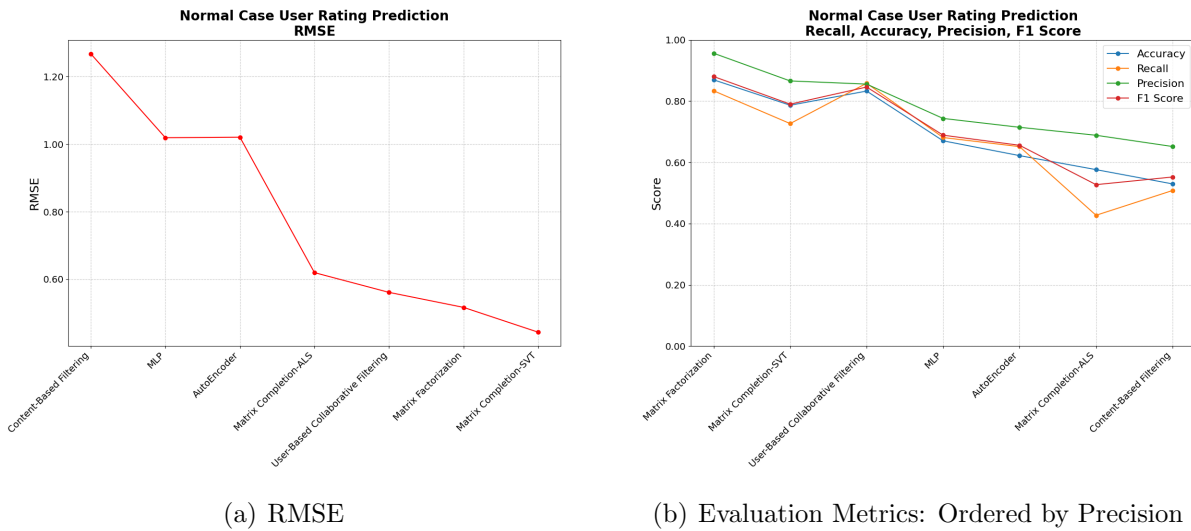 Normal Case User Rating Prediction
RMSE
RMSE
1.20
1.00
0.80
0.60
Content-Based Filtering
MLP
AutoEncoder
Matrix Completion-ALS
User-Based Collaborative Filtering
Matrix Factorization
Matrix Completion-SVT
(a) RMSE
Normal Case User Rating Prediction
Recall, Accuracy, Precision, F1 Score
Score
1.00
0.80
0.60
0.40
0.20
0.00
Accuracy
Recall
Precision
F1 Score
Matrix Factorization
Matrix Completion-SVT
User-Based Collaborative Filtering
MLP
AutoEncoder
Matrix Completion-ALS
Content-Based Filtering
(b) Evaluation Metrics: Ordered by Precision